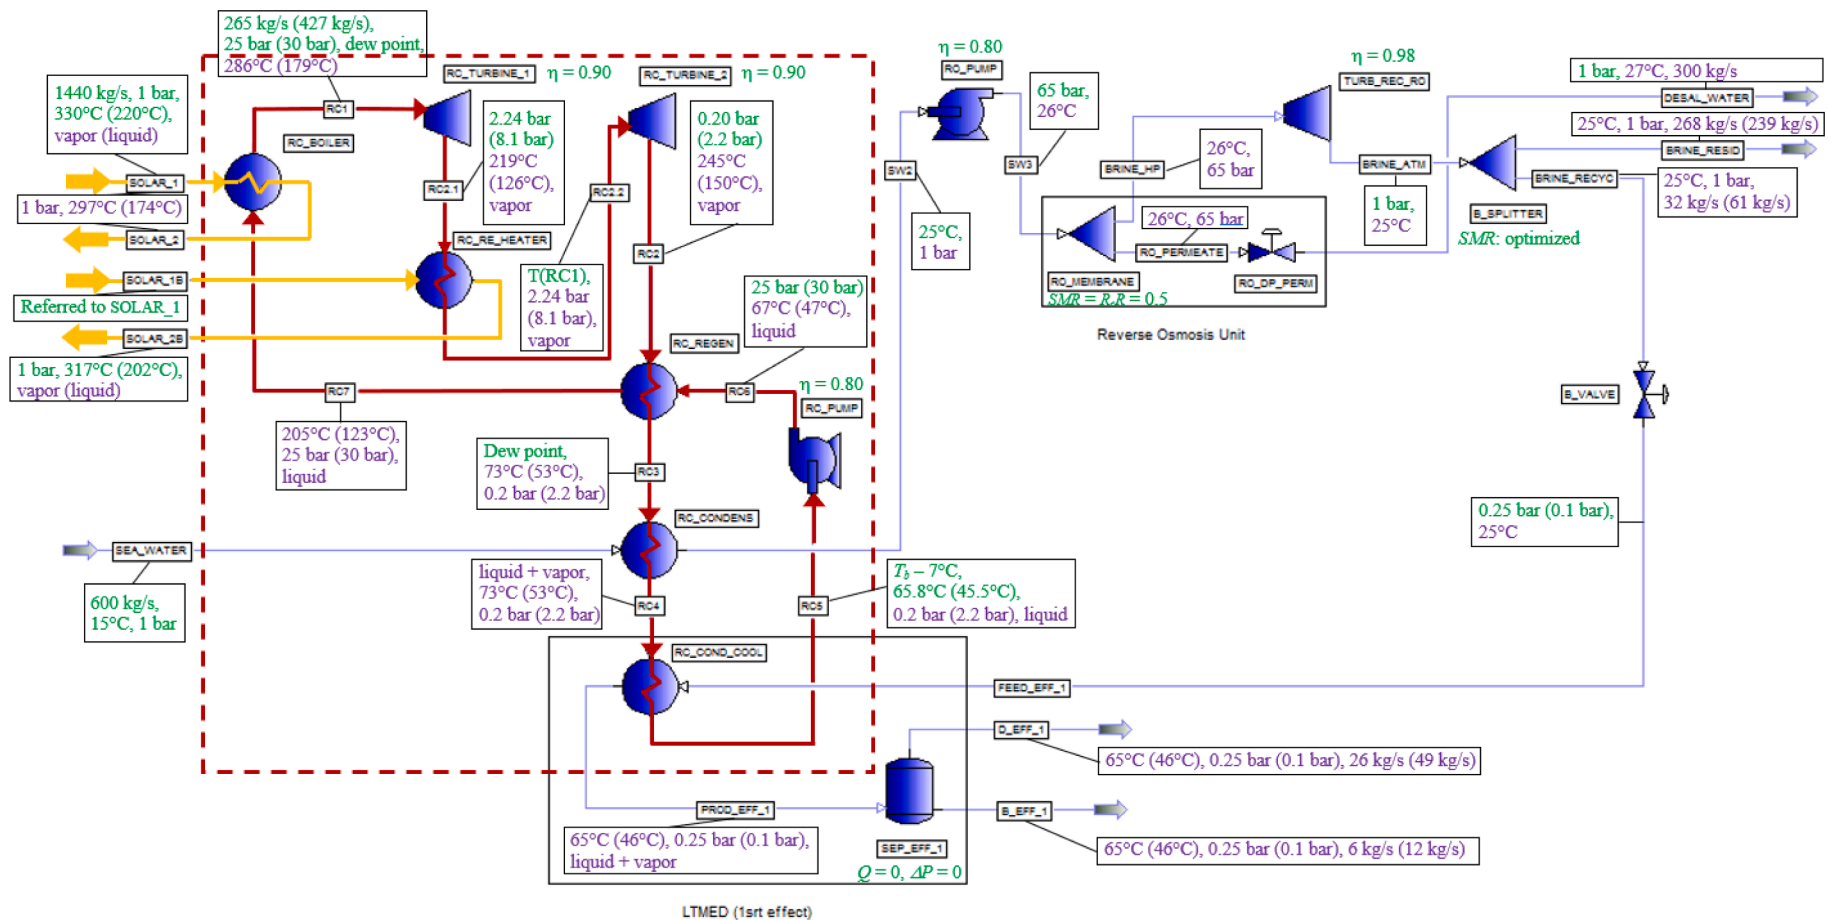 265 kg/s (427 kg/s),
25 bar (30 bar), dew point,
286°C (179°C)
1440 kg/s, 1 bar,
330°C (220°C),
vapor (liquid)
RC1
RC_BOILER
SOLAR_1
1 bar, 297°C (174°C)
SOLAR_2
SOLAR_1B
Referred to SOLAR_1
SOLAR_2B
1 bar, 317°C (202°C),
vapor (liquid)
RC_TURBINE_1
η = 0.90
2.24 bar
(8.1 bar)
219°C
(126°C),
vapor
RC2.1
RC_RE_HEATER
RC_TURBINE_2
η = 0.90
0.20 bar
(2.2 bar)
245°C
(150°C),
vapor
RC2.2
T(RC1),
2.24 bar
(8.1 bar),
vapor
RC2
25 bar (30 bar)
67°C (47°C),
liquid
RC_REGEN
RC7
205°C (123°C),
25 bar (30 bar),
liquid
RC6
η = 0.80
RC_PUMP
Dew point,
73°C (53°C),
0.2 bar (2.2 bar)
RC3
RC_CONDENS
SEA_WATER
600 kg/s,
15°C, 1 bar
liquid + vapor,
73°C (53°C),
0.2 bar (2.2 bar)
RC4
RC5
Tb – 7°C,
65.8°C (45.5°C),
0.2 bar (2.2 bar), liquid
RC_COND_COOL
η = 0.80
RO_PUMP
65 bar,
26°C
SW2
SW3
25°C,
1 bar
BRINE_HP
26°C,
65 bar
26°C, 65 bar
RO_PERMEATE
RO_MEMBRANE
RO_DP_PERM
SMR = R.R = 0.5
Reverse Osmosis Unit
η = 0.98
TURB_REC_RO
1 bar, 27°C, 300 kg/s
DESAL_WATER
25°C, 1 bar, 268 kg/s (239 kg/s)
BRINE_RESID
BRINE_ATM
1 bar,
25°C
BRINE_RECYC
25°C, 1 bar,
32 kg/s (61 kg/s)
B_SPLITTER
SMR: optimized
B_VALVE
0.25 bar (0.1 bar),
25°C
FEED_EFF_1
D_EFF_1
65°C (46°C), 0.25 bar (0.1 bar), 26 kg/s (49 kg/s)
PROD_EFF_1
65°C (46°C), 0.25 bar (0.1 bar),
liquid + vapor
B_EFF_1
65°C (46°C), 0.25 bar (0.1 bar), 6 kg/s (12 kg/s)
SEP_EFF_1
Q = 0, ΔP = 0
LTMED (1srt effect)